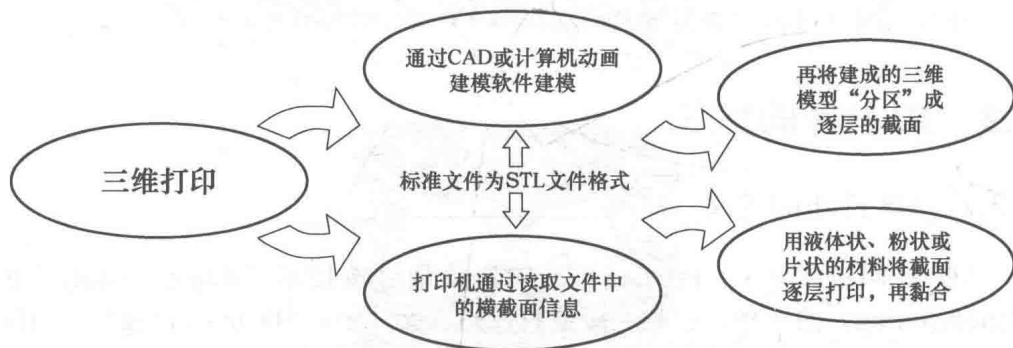 通过CAD或计算机动画
建模软件建模
再将建成的三维
模型“分区”成
逐层的截面
三维打印
标准文件为STL文件格式
打印机通过读取文件中
的横截面信息
用液体状、粉状或
片状的材料将截面
逐层打印，再黏合